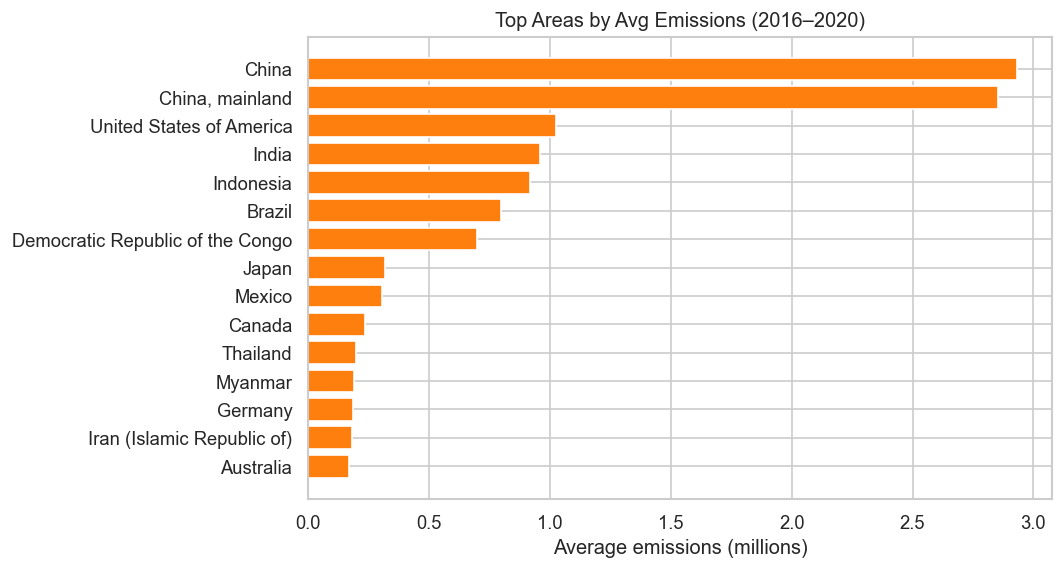 Top Areas by Avg Emissions (2016–2020)
China
China, mainland
United States of America
India
Indonesia
Brazil
Democratic Republic of the Congo
Japan
Mexico
Canada
Thailand
Myanmar
Germany
Iran (Islamic Republic of)
Australia
0.0 0.5 1.0 1.5 2.0 2.5 3.0
Average emissions (millions)